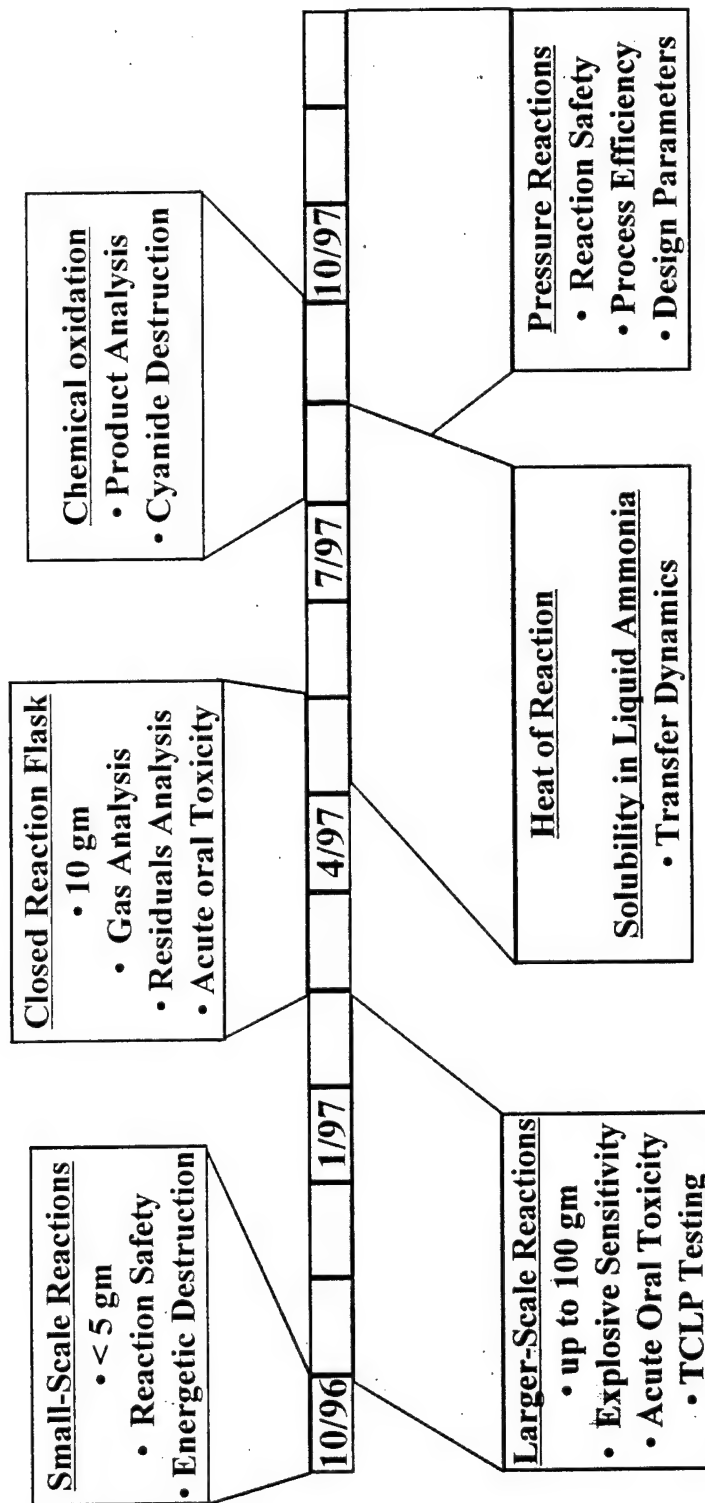 Small-Scale Reactions
• < 5 gm
• Reaction Safety
• Energetic Destruction
Closed Reaction Flask
• 10 gm
• Gas Analysis
• Residuals Analysis
• Acute oral Toxicity
Chemical oxidation
• Product Analysis
• Cyanide Destruction
10/96
1/97
4/97
7/97
10/97
Larger-Scale Reactions
• up to 100 gm
• Explosive Sensitivity
• Acute Oral Toxicity
• TCLP Testing
Heat of Reaction
Solubility in Liquid Ammonia
• Transfer Dynamics
Pressure Reactions
• Reaction Safety
• Process Efficiency
• Design Parameters